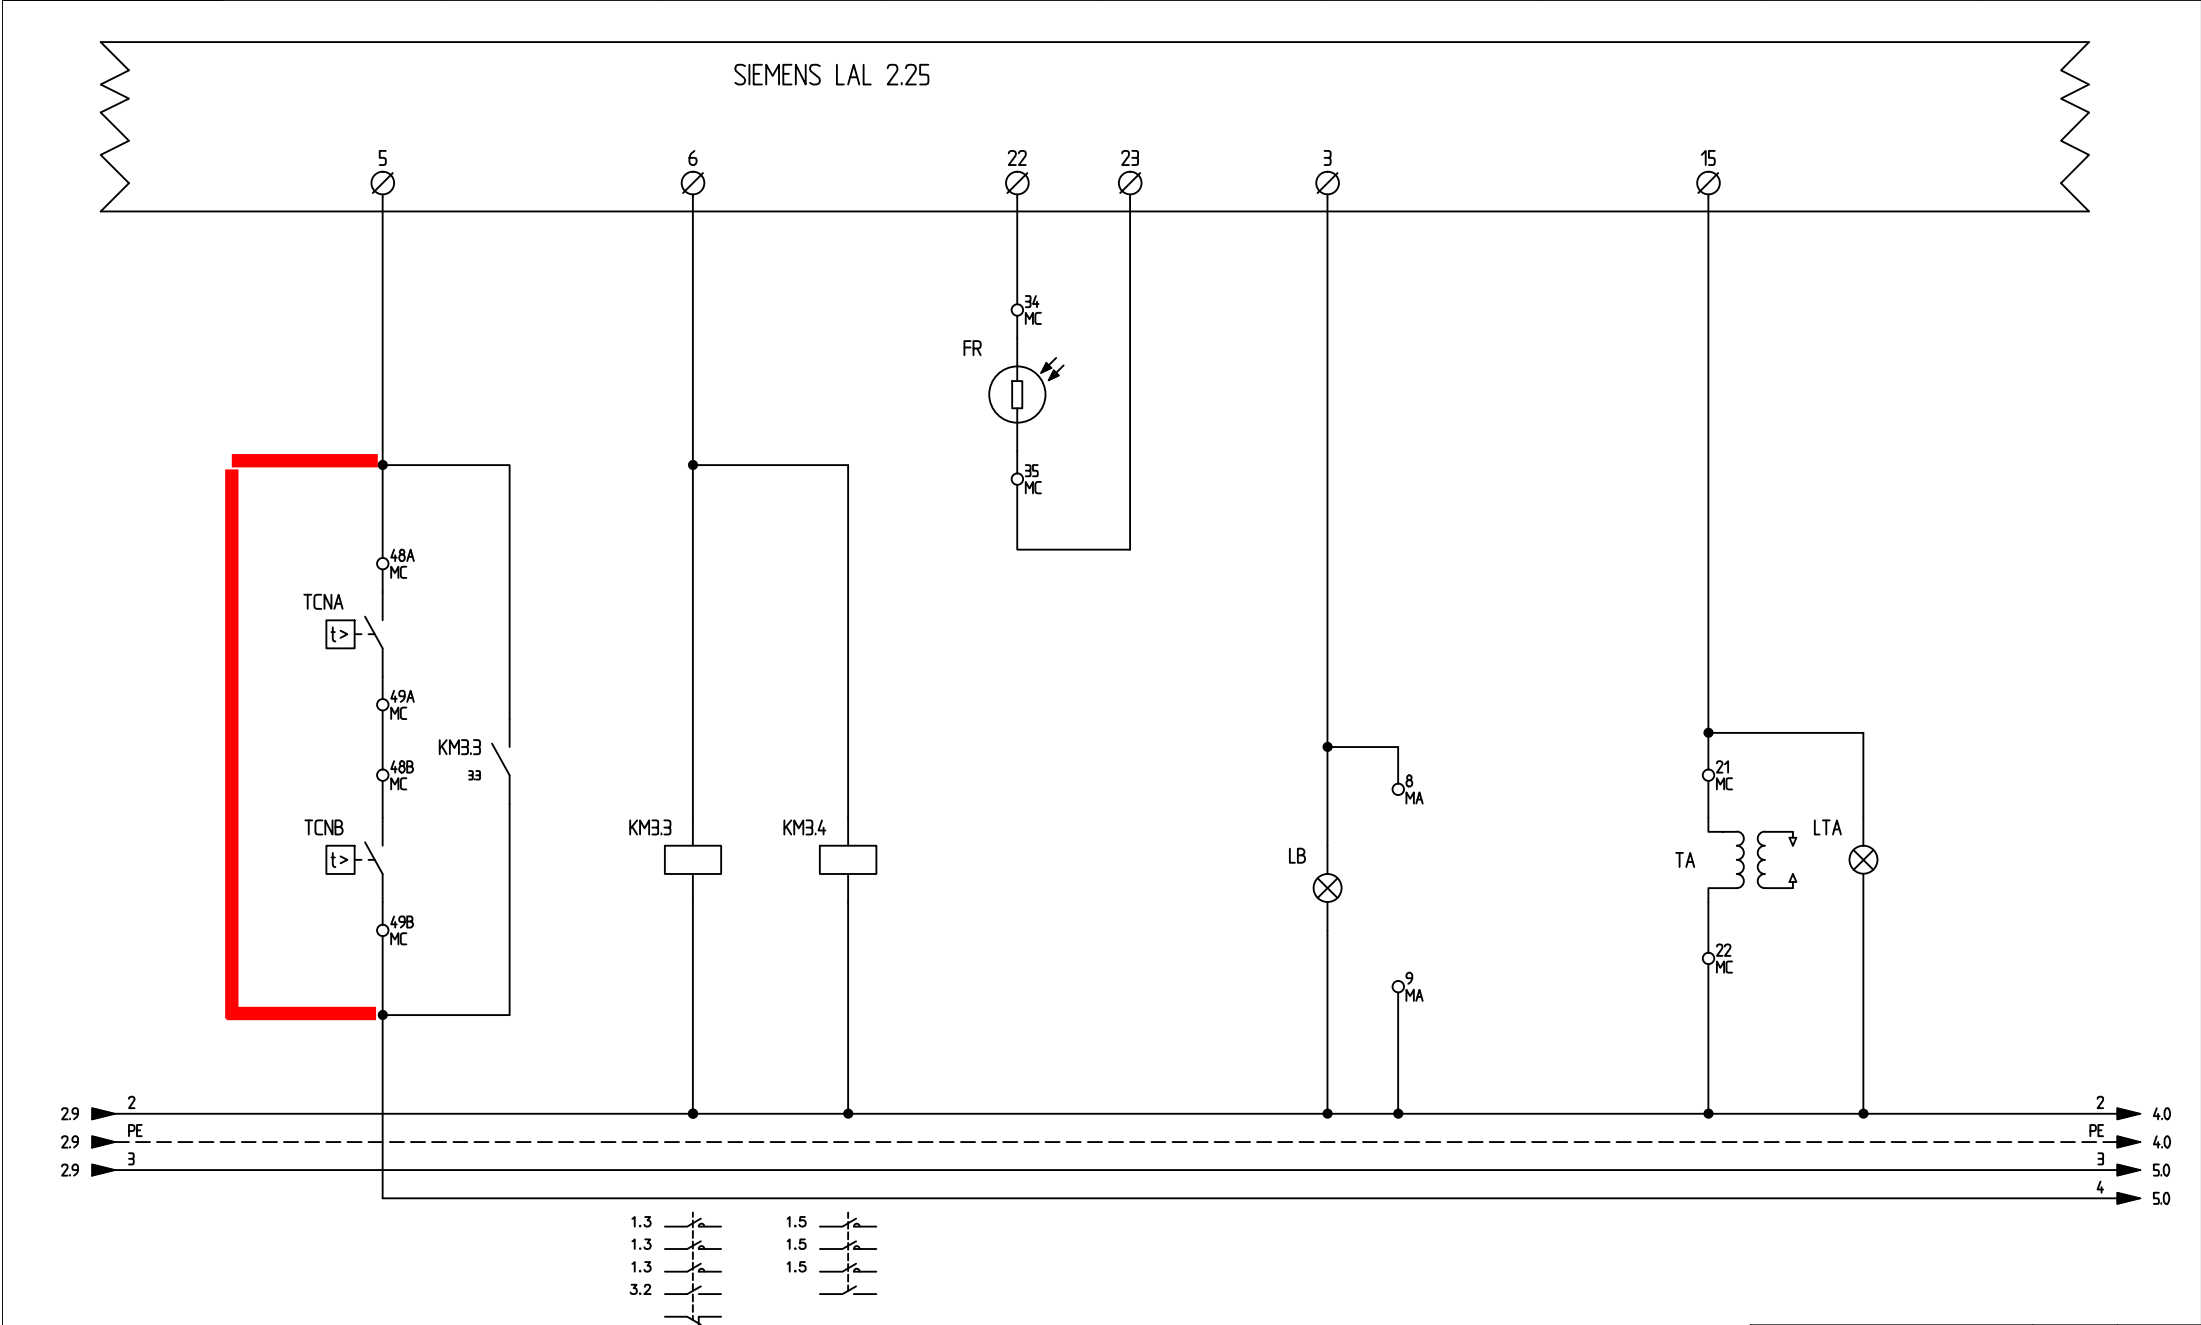 SIEMENS LAL 2.25
5 6 22 23 3 15
34
MC
FR
35
MC
48A
MC
TCNA
t>
49A
MC
KM3.3
3.3
48B
MC
8
MA
21
MC
TCNB
t>
KM3.3
KM3.4
LB
TA
LTA
49B
MC
22
MC
9
MA
2.9 2 2 4.0
2.9 PE PE 4.0
2.9 3 3 5.0
4 5.0
1.3 1.5
1.3 1.5
1.3 1.5
3.2